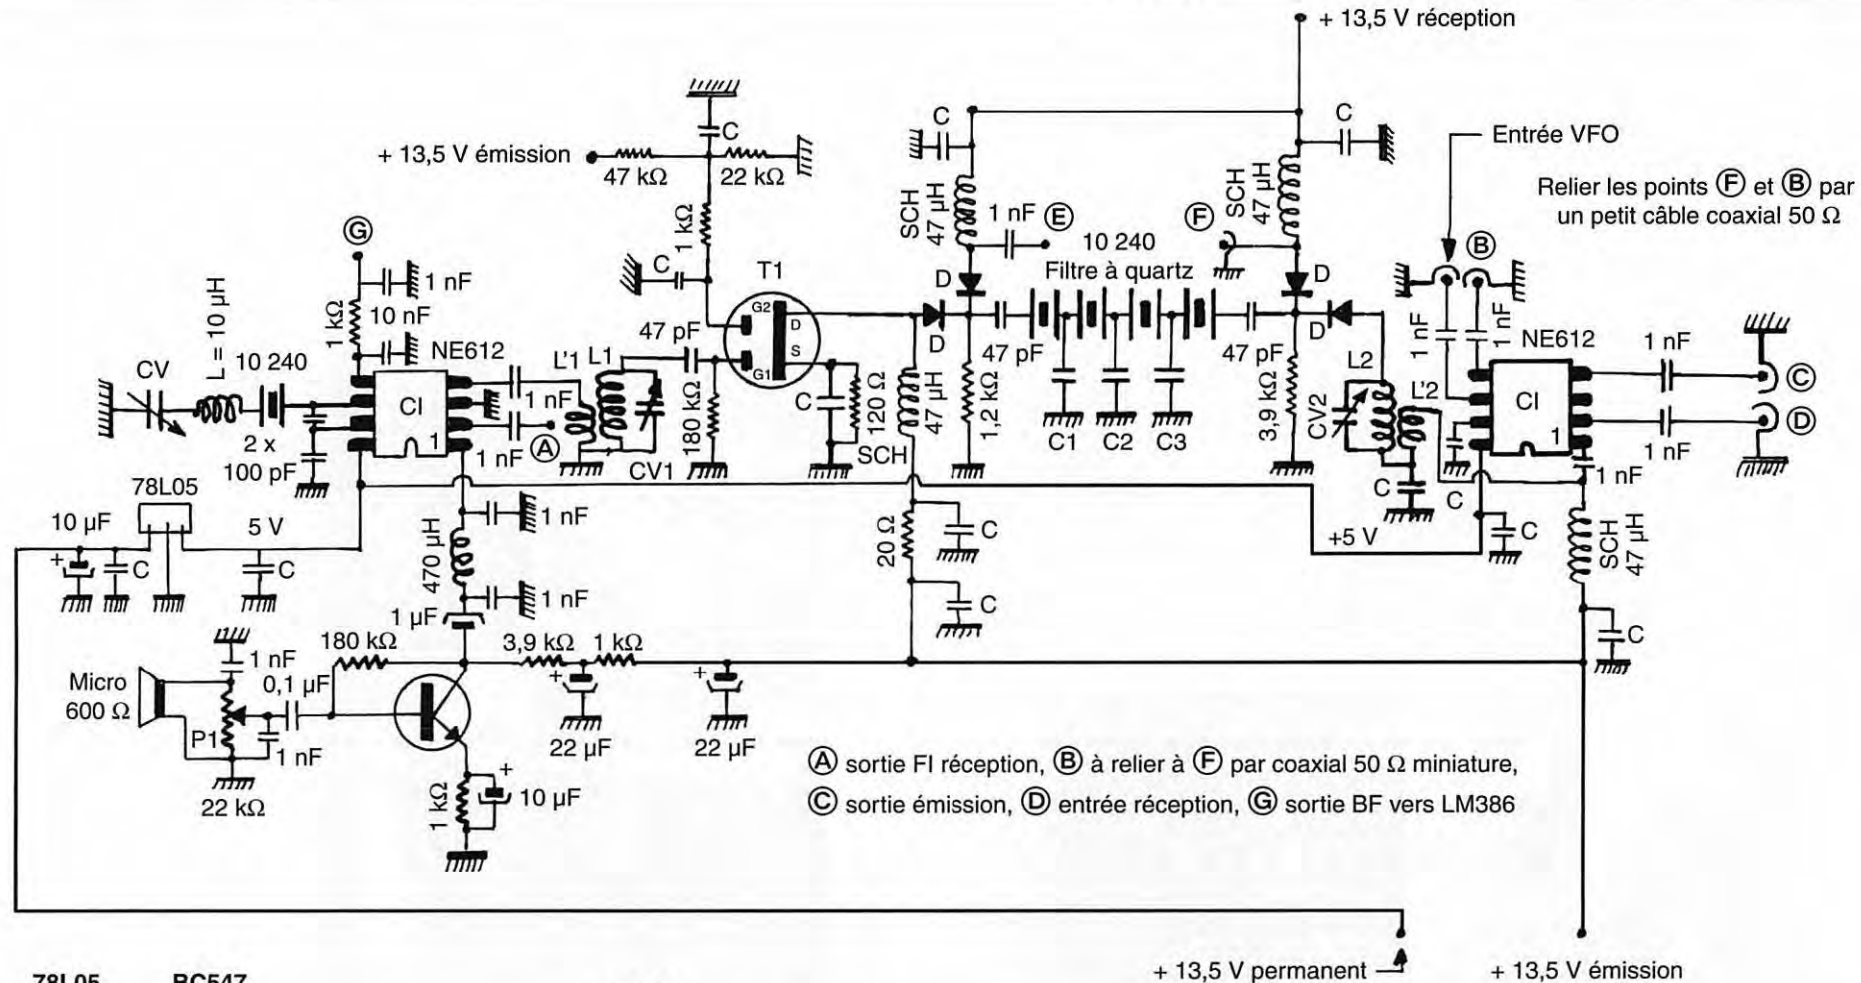 + 13,5 V réception
C
+ 13,5 V émission
47 kΩ
22 kΩ
C
C
Entrée VFO
Relier les points Ⓕ et Ⓑ par
un petit câble coaxial 50 Ω
SCH
47 µH
SCH
47 µH
1 nF
Ⓔ
Ⓕ
Ⓑ
Ⓖ
1 kΩ
C
T1
10 240
Filtre à quartz
D
D
1 nF
L = 10 µH
1 kΩ
10 nF
NE612
47 pF
G2
D
S
G1
D
47 pF
47 pF
D
1 nF
1 nF
NE612
1 nF
CV
10 240
CI
L'1
L1
L2
L'2
CI
Ⓒ
1 nF
Ⓐ
180 kΩ
C
120 Ω
47 µH
1,2 kΩ
3,9 kΩ
CV2
1
Ⓓ
2 x
100 pF
1
1 nF
CV1
SCH
C1
C2
C3
1 nF
1 nF
78L05
10 µF
5 V
C
C
1 nF
470 µH
20 Ω
C
C
C
+5 V
C
SCH
47 µH
1 nF
1 µF
C
C
180 kΩ
3,9 kΩ
1 kΩ
1 nF
Micro
600 Ω
0,1 µF
P1
1 nF
22 kΩ
22 µF
22 µF
+
+
+
+
1 kΩ
10 µF
Ⓐ sortie FI réception, Ⓑ à relier à Ⓕ par coaxial 50 Ω miniature,
Ⓒ sortie émission, Ⓓ entrée réception, Ⓖ sortie BF vers LM386
+ 13,5 V permanent
+ 13,5 V émission
78L05
BC547